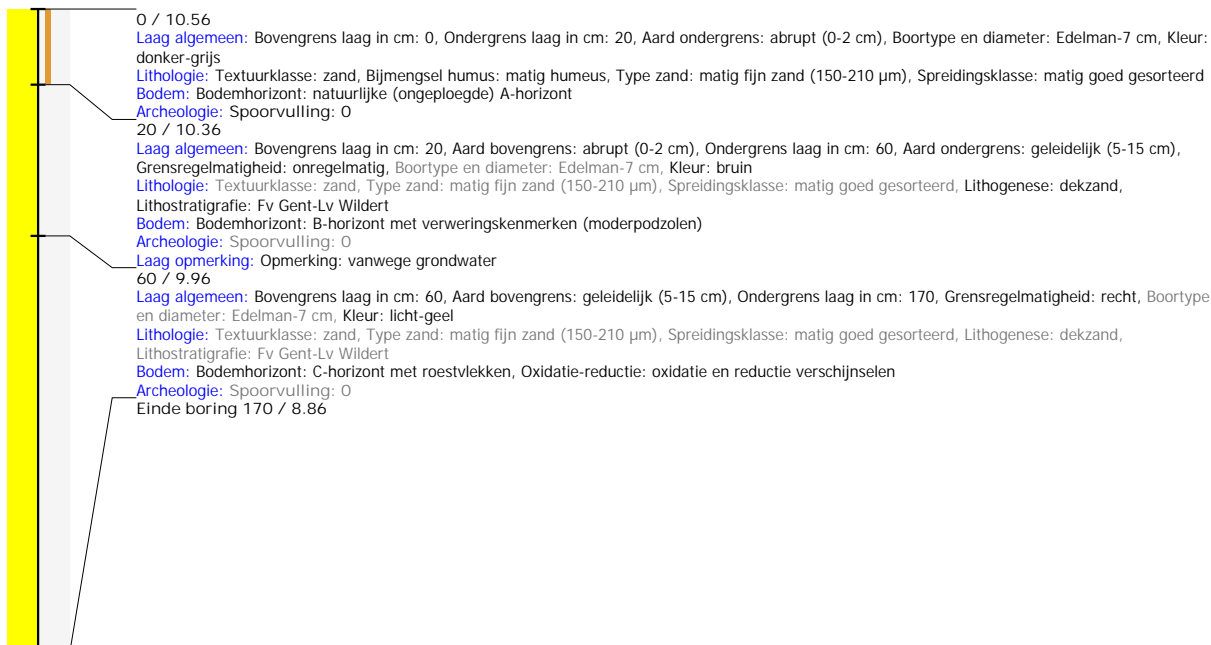 0 / 10.56
Laag algemeen: Bovengrens laag in cm: 0, Ondergrens laag in cm: 20, Aard ondergrens: abrupt (0-2 cm), Boortype en diameter: Edelman-7 cm, Kleur:
donker-grijs
Lithologie: Textuurklasse: zand, Bijmengsel humus: matig humeus, Type zand: matig fijn zand (150-210 µm), Spreidingsklasse: matig goed gesorteerd
Bodem: Bodemhorizont: natuurlijke (ongeploegde) A-horizont
Archeologie: Spoorvulling: 0
20 / 10.36
Laag algemeen: Bovengrens laag in cm: 20, Aard bovengrens: abrupt (0-2 cm), Ondergrens laag in cm: 60, Aard ondergrens: geleidelijk (5-15 cm),
Grensregelmatigheid: onregelmatig, Boortype en diameter: Edelman-7 cm, Kleur: bruin
Lithologie: Textuurklasse: zand, Type zand: matig fijn zand (150-210 µm), Spreidingsklasse: matig goed gesorteerd, Lithogenese: dekzand,
Lithostratigrafie: Fv Gent-Lv Wildert
Bodem: Bodemhorizont: B-horizont met verweringskenmerken (moderpodzolen)
Archeologie: Spoorvulling: 0
Laag opmerking: Opmerking: vanwege grondwater
60 / 9.96
Laag algemeen: Bovengrens laag in cm: 60, Aard bovengrens: geleidelijk (5-15 cm), Ondergrens laag in cm: 170, Grensregelmatigheid: recht, Boortype
en diameter: Edelman-7 cm, Kleur: licht-geel
Lithologie: Textuurklasse: zand, Type zand: matig fijn zand (150-210 µm), Spreidingsklasse: matig goed gesorteerd, Lithogenese: dekzand,
Lithostratigrafie: Fv Gent-Lv Wildert
Bodem: Bodemhorizont: C-horizont met roestvlekken, Oxidatie-reductie: oxidatie en reductie verschijnselen
Archeologie: Spoorvulling: 0
Einde boring 170 / 8.86